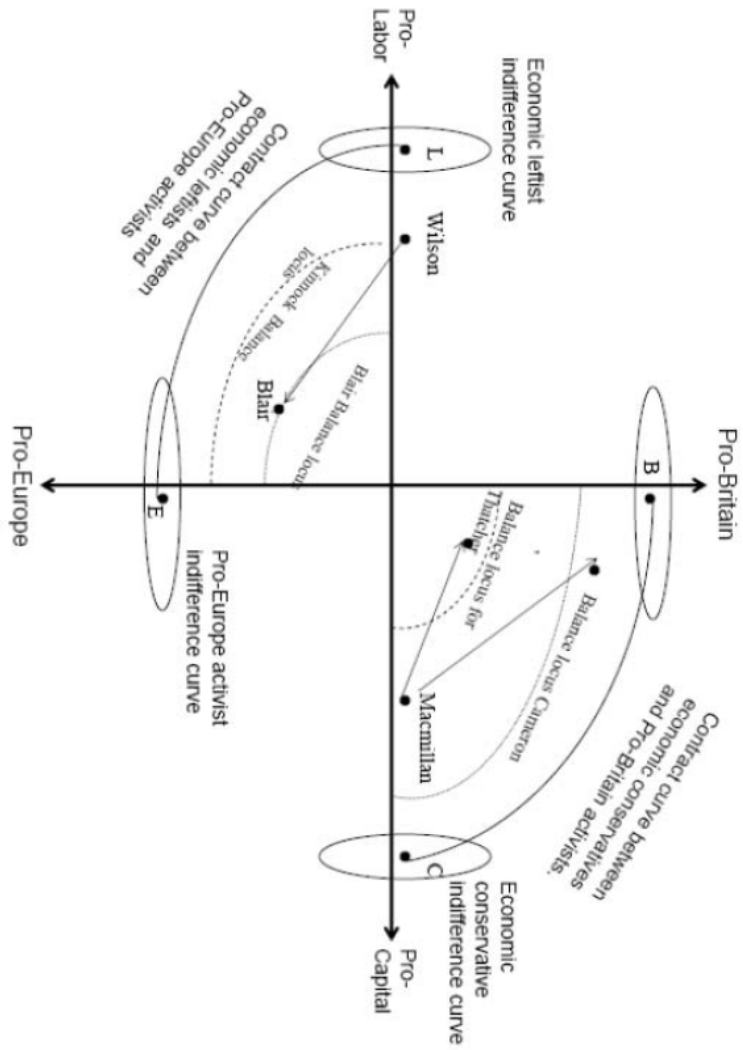 Pro-Britain
B
Contract curve between
economic conservatives
and Pro-Britain activists.
Balance locus Cameron
Balance locus for
Thatcher
Economic leftist
indifference curve
L
Wilson
Macmillan
C
Economic
conservative
indifference curve
Pro-
Labor
Pro-
Capital
Kinnock Balance
locus
Blair Balance locus
Blair
Contract curve between
economic leftists and
Pro-Europe activists
E
Pro-Europe activist
indifference curve
Pro-Europe